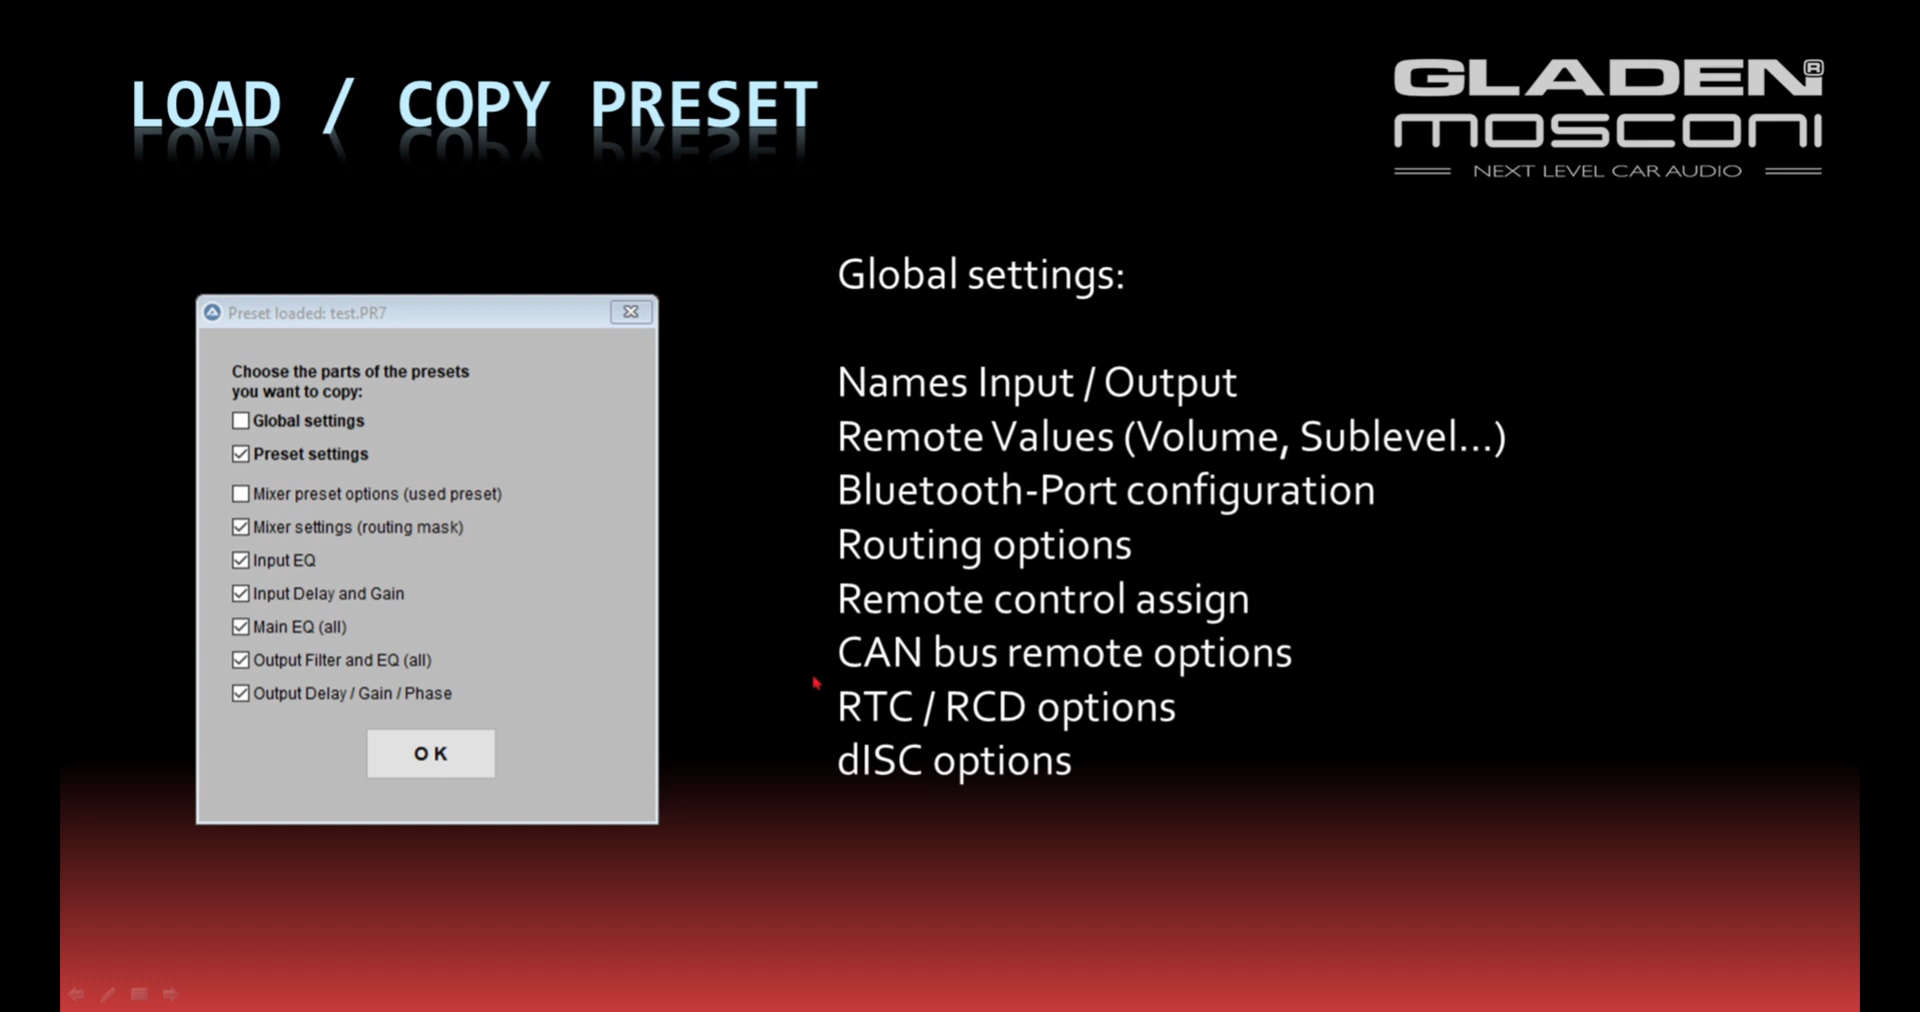 LOAD / COPY PRESET
GLADEN®
MOSCONI
NEXT LEVEL CAR AUDIO
Preset loaded: test.PR7
Choose the parts of the presets
you want to copy:
Global settings
Preset settings
Mixer preset options (used preset)
Mixer settings (routing mask)
Input EQ
Input Delay and Gain
Main EQ (all)
Output Filter and EQ (all)
Output Delay / Gain / Phase
OK
Global settings:
Names Input / Output
Remote Values (Volume, Sublevel...)
Bluetooth-Port configuration
Routing options
Remote control assign
CAN bus remote options
RTC / RCD options
dISC options